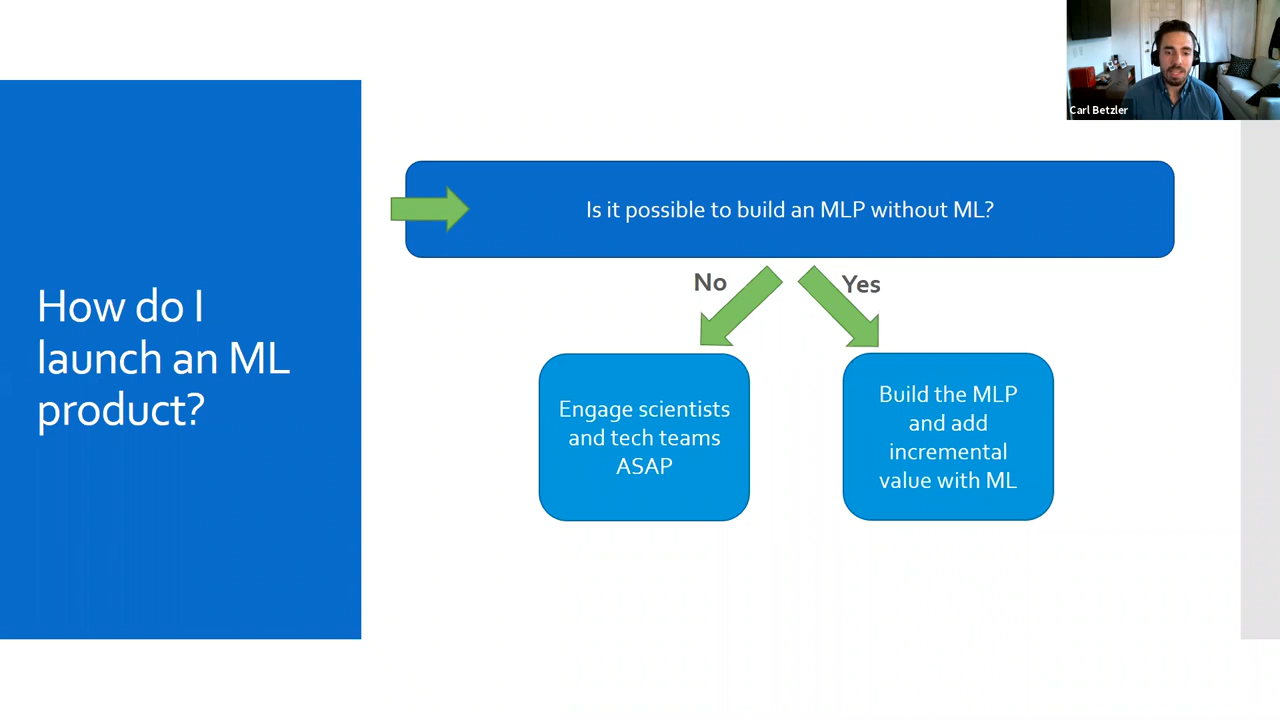 Carl Betzler
How do I
launch an ML
product?
Is it possible to build an MLP without ML?
No
Yes
Engage scientists
and tech teams
ASAP
Build the MLP
and add
incremental
value with ML